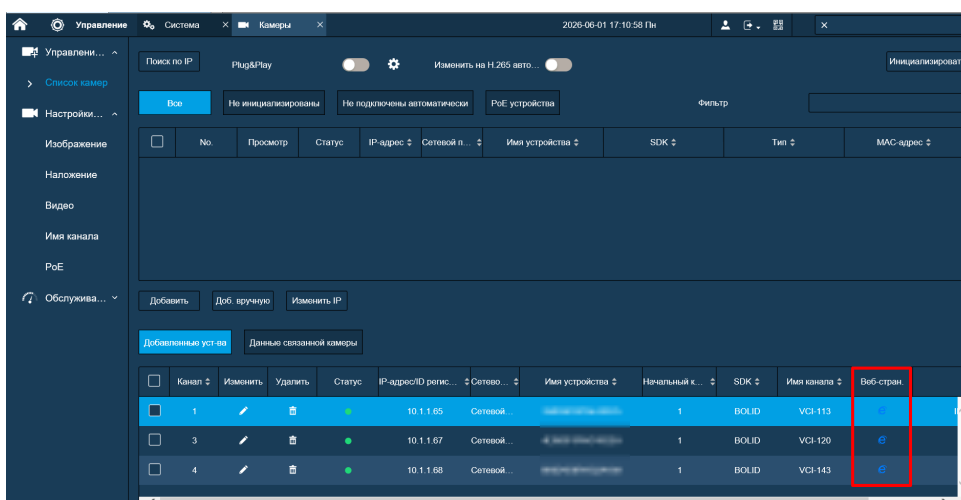 Управление Система × Камеры × 2026-06-01 17:10:58 Пн ×
Управлени... Поиск по IP Plug&Play Изменить на H.265 авто... Инициализироват
Список камер
Все Не инициализированы Не подключены автоматически PoE устройства Фильтр
Настройки...
Изображение No. Просмотр Статус IP-адрес Сетевой п... Имя устройства SDK Тип MAC-адрес
Наложение
Видео
Имя канала
PoE
Обслужива... Добавить Доб. вручную Изменить IP
Добавленные уст-ва Данные связанной камеры
Канал Изменить Удалить Статус IP-адрес/ID регис... Сетево... Имя устройства Начальный к... SDK Имя канала Веб-стран.
1 10.1.1.65 Сетевой... 1 BOLID VCI-113
3 10.1.1.67 Сетевой... 1 BOLID VCI-120
4 10.1.1.68 Сетевой... 1 BOLID VCI-143